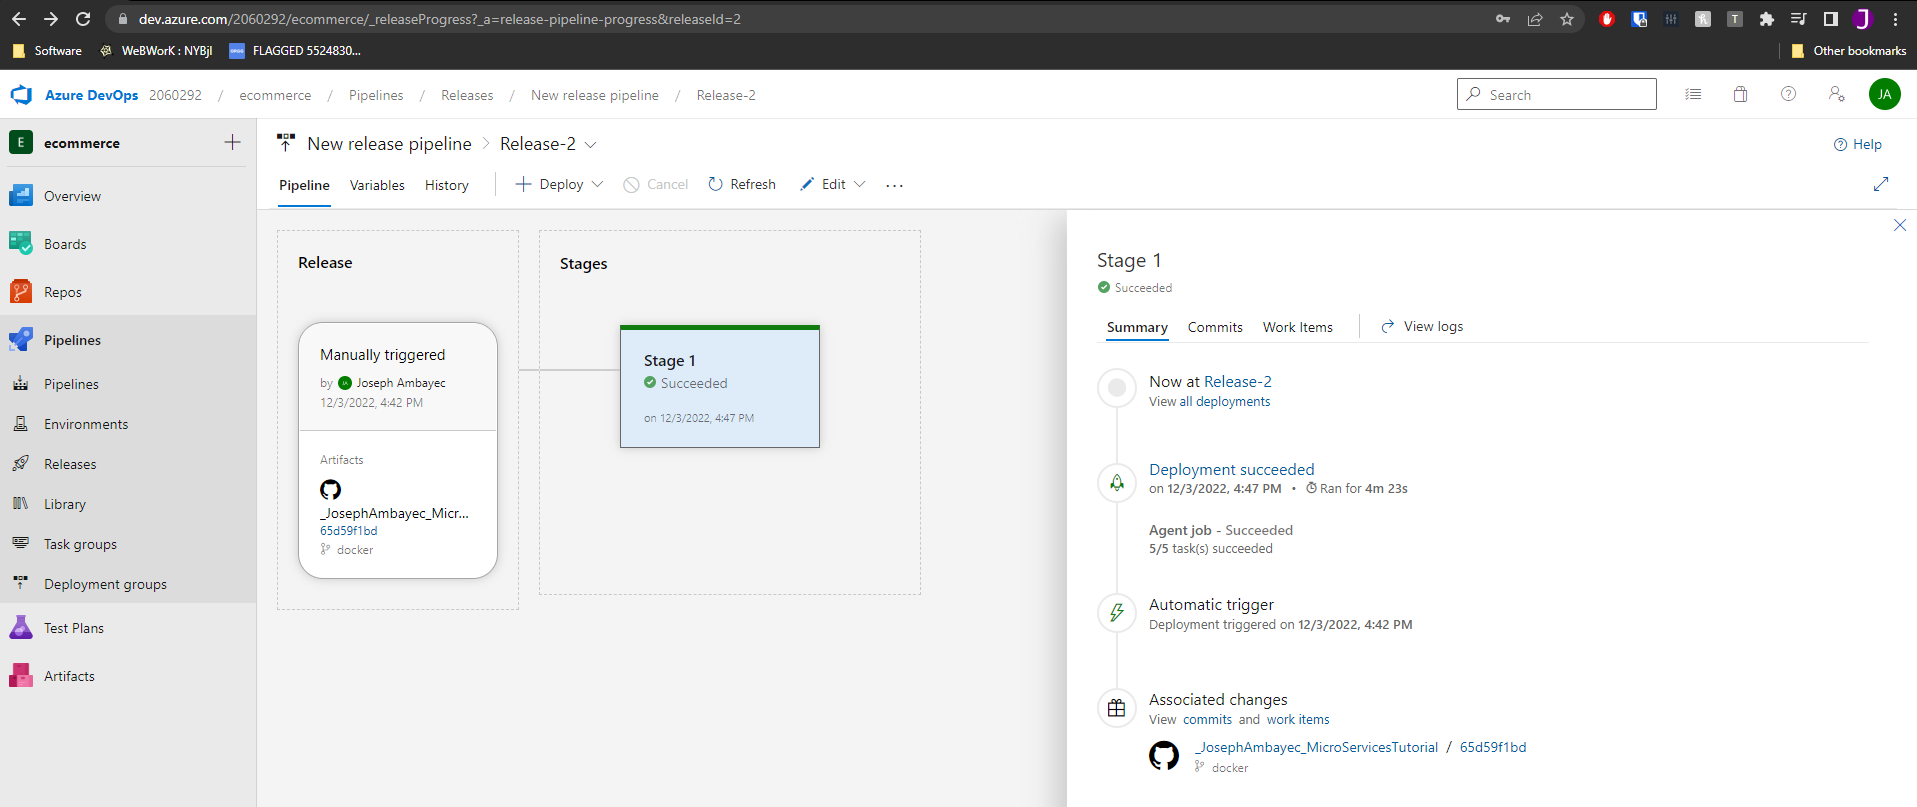 dev.azure.com/2060292/ecommerce/_releaseProgress?_a=release-pipeline-progress&releaseId=2
T
J
Software
WeBWorK : NYBjl
FLAGGED 5524830...
Other bookmarks
Azure DevOps 2060292 / ecommerce / Pipelines / Releases / New release pipeline / Release-2
Search
JA
E ecommerce
New release pipeline > Release-2
Help
Pipeline
Variables
History
Deploy
Cancel
Refresh
Edit
...
Overview
Boards
Repos
Pipelines
Pipelines
Environments
Releases
Library
Task groups
Deployment groups
Test Plans
Artifacts
Release
Manually triggered
by JA Joseph Ambayec
12/3/2022, 4:42 PM
Artifacts
_JosephAmbayec_Micr...
65d59f1bd
docker
Stages
Stage 1
Succeeded
on 12/3/2022, 4:47 PM
Stage 1
Succeeded
Summary
Commits
Work Items
View logs
Now at Release-2
View all deployments
Deployment succeeded
on 12/3/2022, 4:47 PM • Ran for 4m 23s
Agent job - Succeeded
5/5 task(s) succeeded
Automatic trigger
Deployment triggered on 12/3/2022, 4:42 PM
Associated changes
View commits and work items
_JosephAmbayec_MicroServicesTutorial / 65d59f1bd
docker